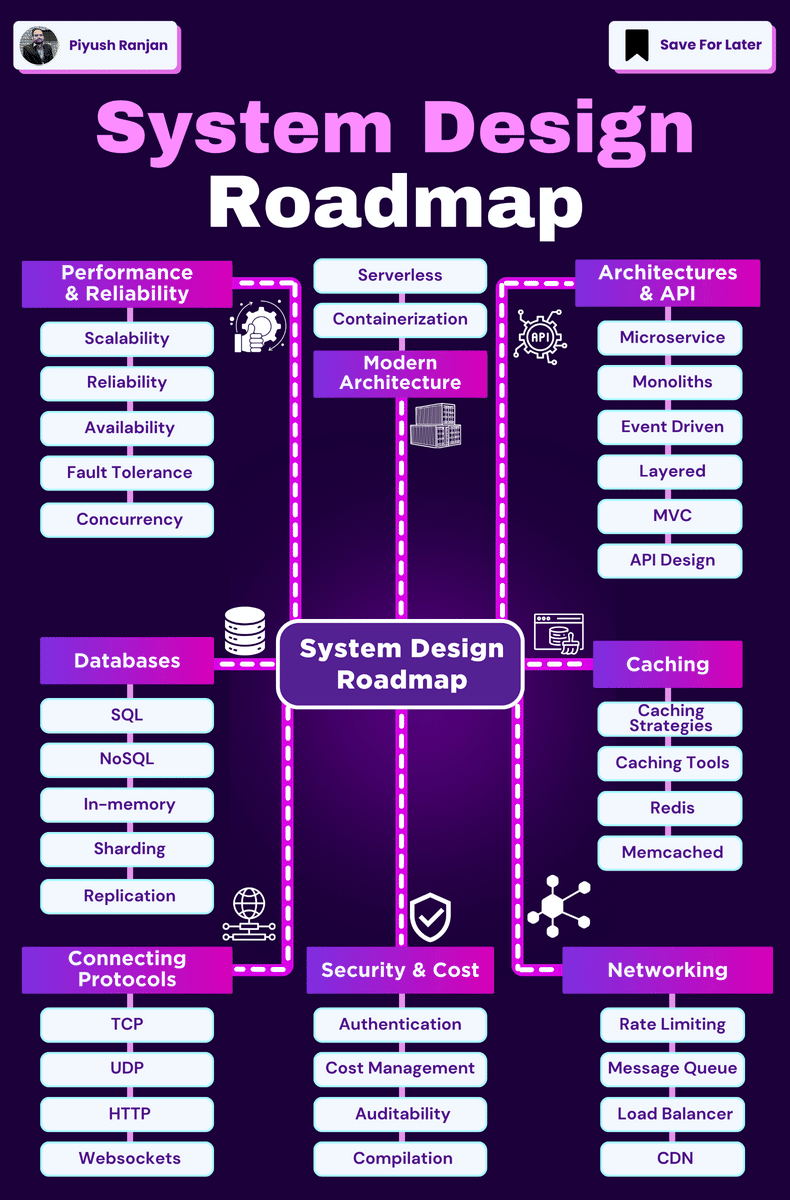 Piyush Ranjan
Save For Later
System Design
Roadmap
Performance
& Reliability
Scalability
Reliability
Availability
Fault Tolerance
Concurrency
Serverless
Containerization
Modern
Architecture
Architectures
& API
API
Microservice
Monoliths
Event Driven
Layered
MVC
API Design
System Design
Roadmap
Databases
SQL
NoSQL
In-memory
Sharding
Replication
Caching
Caching
Strategies
Caching Tools
Redis
Memcached
Connecting
Protocols
TCP
UDP
HTTP
Websockets
Security & Cost
Authentication
Cost Management
Auditability
Compilation
Networking
Rate Limiting
Message Queue
Load Balancer
CDN